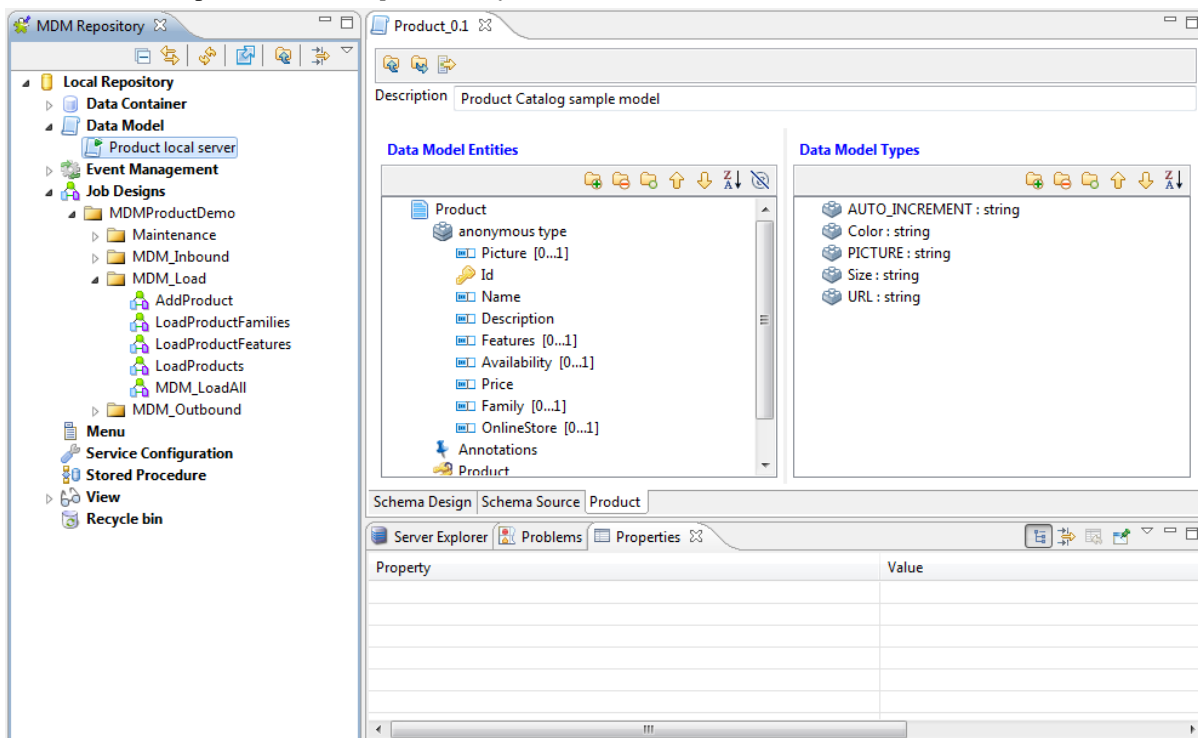 MDM Repository
Local Repository
Data Container
Data Model
Product local server
Event Management
Job Designs
MDMProductDemo
Maintenance
MDM_Inbound
MDM_Load
AddProduct
LoadProductFamilies
LoadProductFeatures
LoadProducts
MDM_LoadAll
MDM_Outbound
Menu
Service Configuration
Stored Procedure
View
Recycle bin
Product_0.1
Description Product Catalog sample model
Data Model Entities
Product
anonymous type
Picture [0...1]
Id
Name
Description
Features [0...1]
Availability [0...1]
Price
Family [0...1]
OnlineStore [0...1]
Annotations
Product
Data Model Types
AUTO_INCREMENT : string
Color : string
PICTURE : string
Size : string
URL : string
Schema Design Schema Source Product
Server Explorer Problems Properties
Property Value